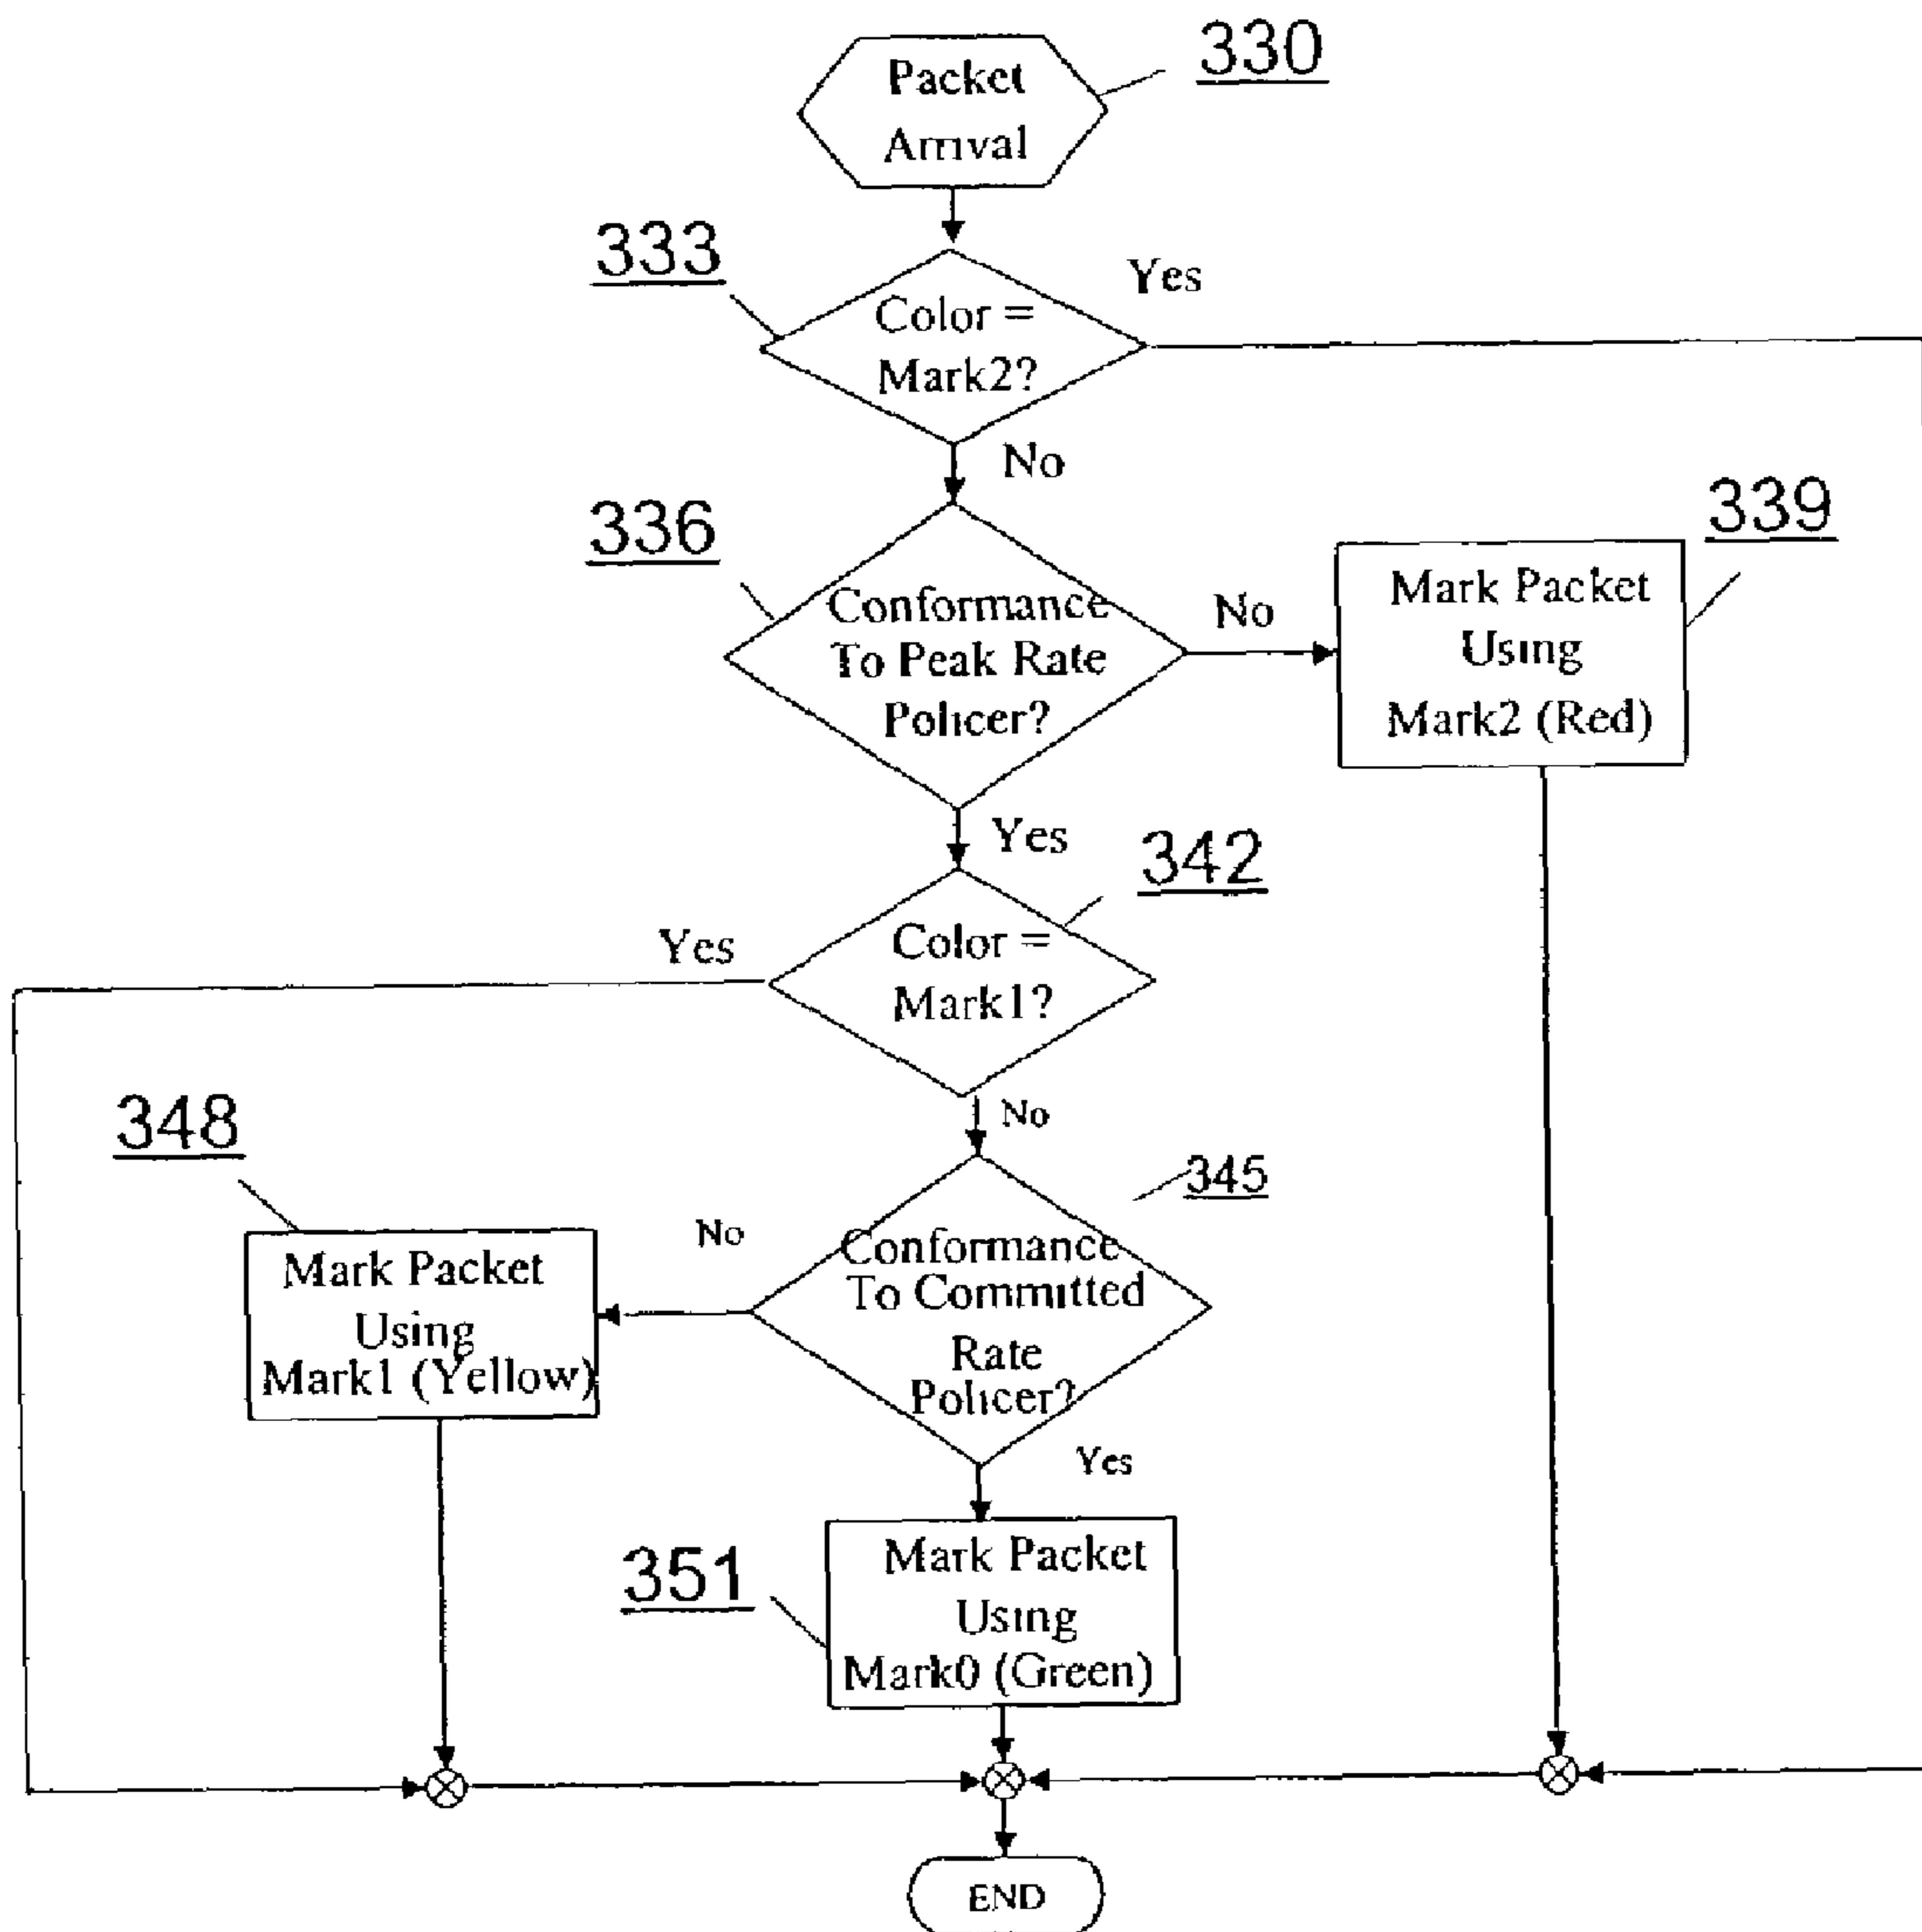 Packet
Arrival
330
333
Color =
Mark2?
Yes
No
336
Conformance
To Peak Rate
Policer?
No
339
Mark Packet
Using
Mark2 (Red)
Yes
342
Yes
Color =
Mark1?
No
348
345
No
Conformance
To Committed
Rate
Policer?
Mark Packet
Using
Mark1 (Yellow)
Yes
351
Mark Packet
Using
Mark0 (Green)
END